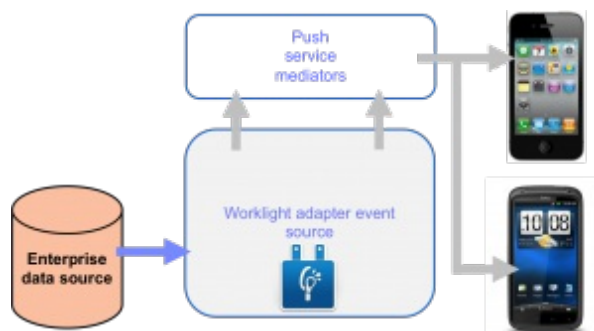 Push
service
mediators
Worklight adapter event
source
Enterprise
data source
10 08